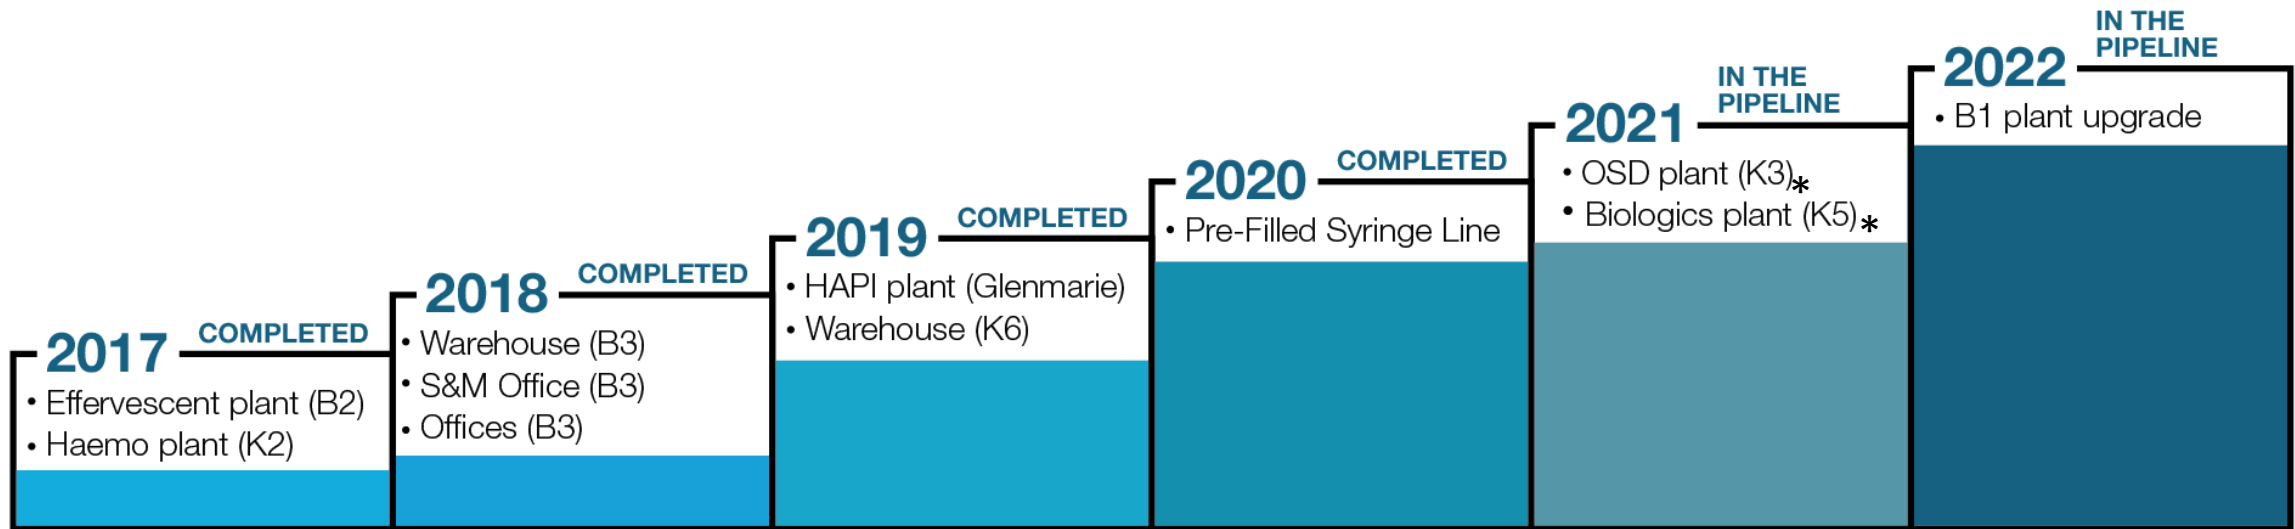 2017 COMPLETED
• Effervescent plant (B2)
• Haemo plant (K2)
2018 COMPLETED
• Warehouse (B3)
• S&M Office (B3)
• Offices (B3)
2019 COMPLETED
• HAPI plant (Glenmarie)
• Warehouse (K6)
2020 COMPLETED
• Pre-Filled Syringe Line
2021 IN THE
PIPELINE
• OSD plant (K3)*
• Biologics plant (K5)*
2022 IN THE
PIPELINE
• B1 plant upgrade